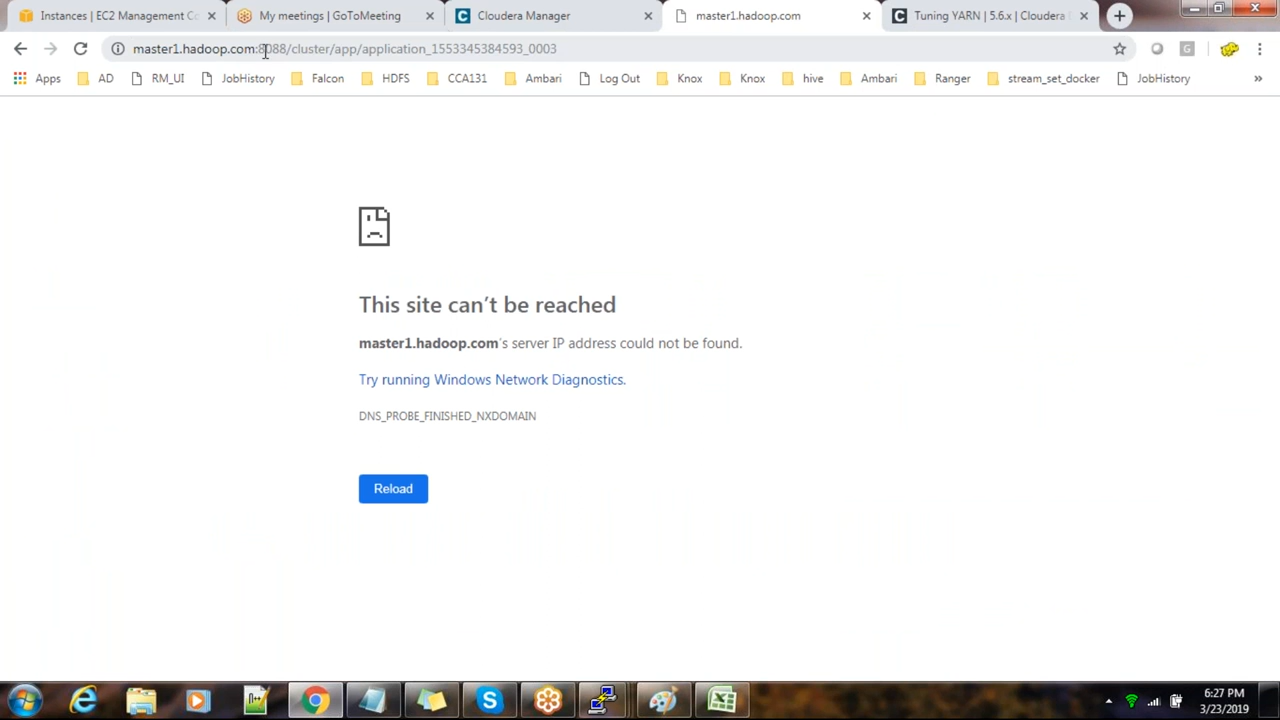 Instances | EC2 Management Co
My meetings | GoToMeeting
Cloudera Manager
master1.hadoop.com
Tuning YARN | 5.6.x | Cloudera
master1.hadoop.com:8088/cluster/app/application_1553345384593_0003
Apps
AD
RM_UI
JobHistory
Falcon
HDFS
CCA131
Ambari
Log Out
Knox
Knox
hive
Ambari
Ranger
stream_set_docker
JobHistory
»
This site can't be reached
master1.hadoop.com's server IP address could not be found.
Try running Windows Network Diagnostics.
DNS_PROBE_FINISHED_NXDOMAIN
Reload
6:27 PM
3/23/2019